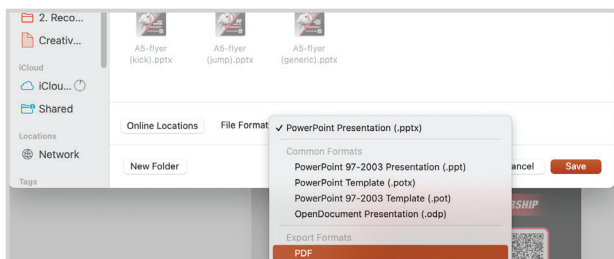 2. Reco...
Creativ...
iCloud
iClou...
Shared
Locations
Network
Tags
A5-flyer
(kick).pptx
A5-flyer
(jump).pptx
A5-flyer
(generic).pptx
Online Locations
File Format
✓ PowerPoint Presentation (.pptx)
Common Formats
PowerPoint 97-2003 Presentation (.ppt)
PowerPoint Template (.potx)
PowerPoint 97-2003 Template (.pot)
OpenDocument Presentation (.odp)
Export Formats
PDF
New Folder
ancel
Save
RSHIP